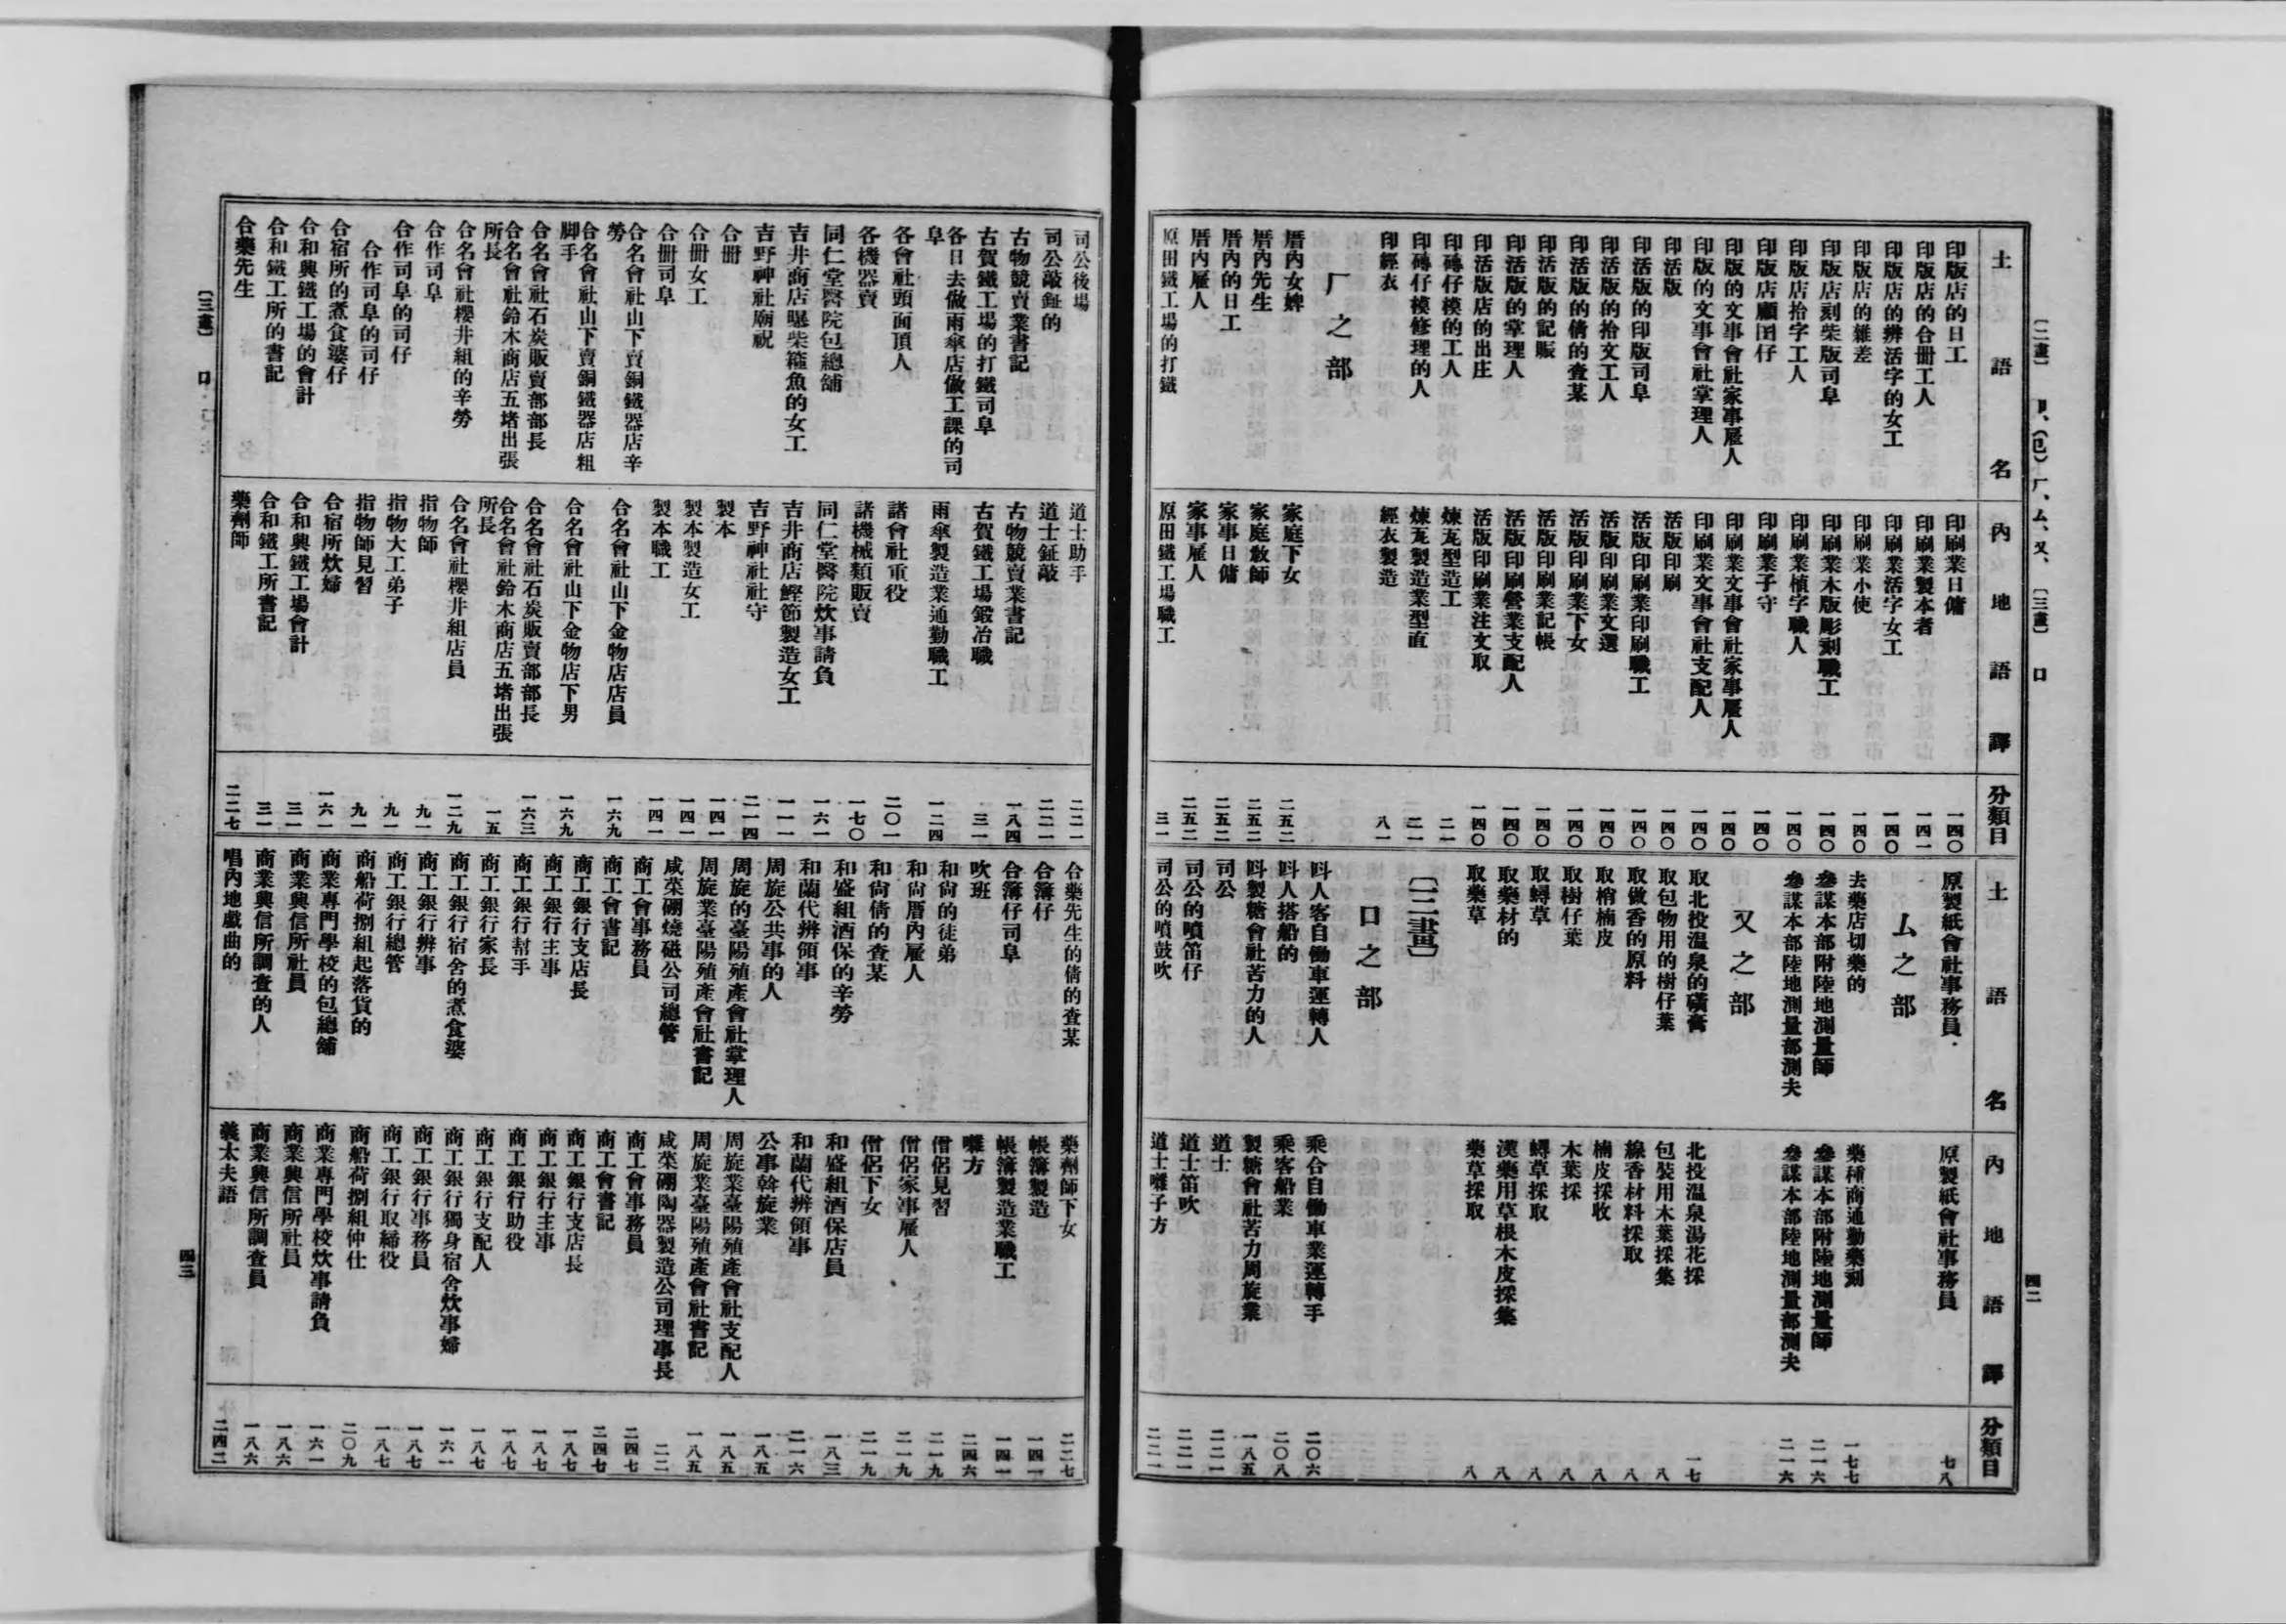 〔二畫〕 卩、(㔾)厂、厶、又、〔三畫〕 口
四二
土語名
內地語譯
分類目
印版店的日工 印刷業日傭 一四〇
印版店的合冊工人 印刷業製本者 一四一
印版店的辨活字的女工 印刷業活字女工 一四〇
印版店的雜差 印刷業小使 一四〇
印版店刻柴版司阜 印刷業木版彫刻職工 一四〇
印版店拾字工人 印刷業植字職人 一四〇
印版店顧囝仔 印刷業子守 一四〇
印版的文事會社家事雇人 印刷業文事會社家事雇人 一四〇
印版的文事會社掌理人 印刷業文事會社支配人 一四〇
印活版 活版印刷 一四〇
印活版的印版司阜 活版印刷業印刷職工 一四〇
印活版的拾文工人 活版印刷業文選 一四〇
印活版的倩的査某 活版印刷業下女 一四〇
印活版的記賬 活版印刷業記帳 一四〇
印活版的掌理人 活版印刷營業支配人 一四〇
印活版店的出庄 活版印刷業注文取 一四〇
印磚仔模的工人 煉瓦型造工 二一
印磚仔模修理的人 煉瓦製造業型直 二一
印經衣 經衣製造 八一
厂之部
厝內女婢 家庭下女 二五二
厝內先生 家庭敎師 二五二
厝內的日工 家事日傭 二五二
厝內雇人 家事雇人 二五二
原田鐵工場的打鐵 原田鐵工場職工 三一
土語名
內地語譯
分類目
原製紙會社事務員 原製紙會社事務員 七八
厶之部
去藥店切藥的 藥種商通勤藥刻 一七七
參謀本部附陸地測量師 參謀本部附陸地測量師 二一六
參謀本部陸地測量部測夫 參謀本部陸地測量部測夫 二一六
又之部
取北投温泉的磺膏 北投温泉湯花採 一七
取包物用的樹仔葉 包裝用木葉採集 八
取做香的原料 線香材料採取 八
取梢楠皮 楠皮採收 八
取樹仔葉 木葉採 八
取蟳草 蟳草採取 八
取藥材的 漢藥用草根木皮採集 八
取藥草 藥草採取 八
〔三畫〕
口之部
呌人客自働車運轉人 乘合自働車業運轉手 二〇六
呌人搭船的 乘客船業 二〇八
呌製糖會社苦力的人 製糖會社苦力周旋業 一八五
司公 道士 二二一
司公的噴笛仔 道士笛吹 二二一
司公的噴鼓吹 道士囃子方 二二一
司公後場 道士助手 二二一
司公敲鉦的 道士鉦敲 二二一
古物競賣業書記 古物競賣業書記 一八四
古賀鐵工場的打鐵司阜 古賀鐵工場鍛冶職 三一
各日去做雨傘店做工課的司阜 雨傘製造業通勤職工 一二四
各會社頭面頂人 諸會社重役 二〇一
各機器賣 諸機械類販賣 一七〇
同仁堂醫院包總舖 同仁堂醫院炊事請負 一六一
吉井商店曝柴箍魚的女工 吉井商店鰹節製造女工 一一一
吉野神社廟祝 吉野神社社守 二一四
合冊 製本 一四一
合冊女工 製本製造女工 一四一
合冊司阜 製本職工 一四一
合名會社山下賣銅鐵器店辛勞 合名會社山下金物店店員 一六九
合名會社山下賣銅鐵器店粗脚手 合名會社山下金物店下男 一六九
合名會社石炭販賣部部長 合名會社石炭販賣部部長 一六三
合名會社鈴木商店五堵出張所長 合名會社鈴木商店五堵出張所長 一五
合名會社櫻井組的辛勞 合名會社櫻井組店員 一二九
合作司阜 指物師 九一
合作司阜的司仔 指物大工弟子 九一
合作司阜的司仔 指物師見習 九一
合宿所的煮食婆仔 合宿所炊婦 一六一
合和興鐵工場的會計 合和興鐵工場會計 三一
合和鐵工所的書記 合和鐵工所書記 三一
合藥先生 藥劑師 二二七
合藥先生的倩的査某 藥劑師下女 二二七
合簿仔 帳簿製造 一四一
合簿仔司阜 帳簿製造業職工 一四一
吹班 囃方 二四六
和尙的徒弟 僧侶見習 二一九
和尙厝內雇人 僧侶家事雇人 二一九
和尙倩的査某 僧侶下女 二一九
和盛組酒保的辛勞 和盛組酒保店員 一八三
和蘭代辨領事 和蘭代辨領事 二一六
周旋公共事的人 公事斡旋業 一八五
周旋的臺陽殖產會社掌理人 周旋業臺陽殖產會社支配人 一八五
周旋業臺陽殖產會社書記 周旋業臺陽殖產會社書記 一八五
咸菜硼燒磁公司總管 咸菜硼陶器製造公司理事長 二二
商工會事務員 商工會事務員 二四七
商工會書記 商工會書記 二四七
商工銀行支店長 商工銀行支店長 一八七
商工銀行主事 商工銀行主事 一八七
商工銀行幇手 商工銀行助役 一八七
商工銀行家長 商工銀行支配人 一八七
商工銀行宿舍的煮食婆 商工銀行獨身宿舍炊事婦 一六一
商工銀行辨事 商工銀行事務員 一八七
商工銀行總管 商工銀行取締役 一八七
商船荷捌組起落貨的 商船荷捌組仲仕 二〇九
商業專門學校的包總舖 商業專門學校炊事請負 一六一
商業興信所社員 商業興信所社員 一八六
商業興信所調査的人 商業興信所調査員 一八六
唱內地戲曲的 義太夫語 二四二
〔三畫〕 口
四三